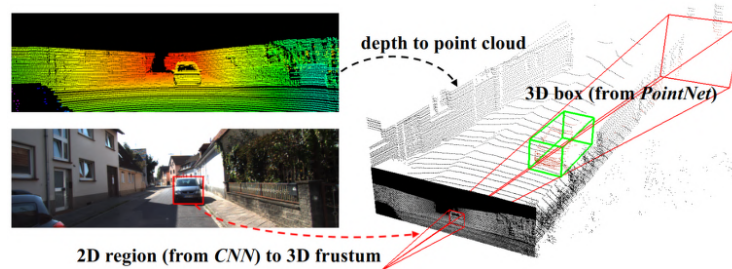 depth to point cloud
3D box (from PointNet)
2D region (from CNN) to 3D frustum